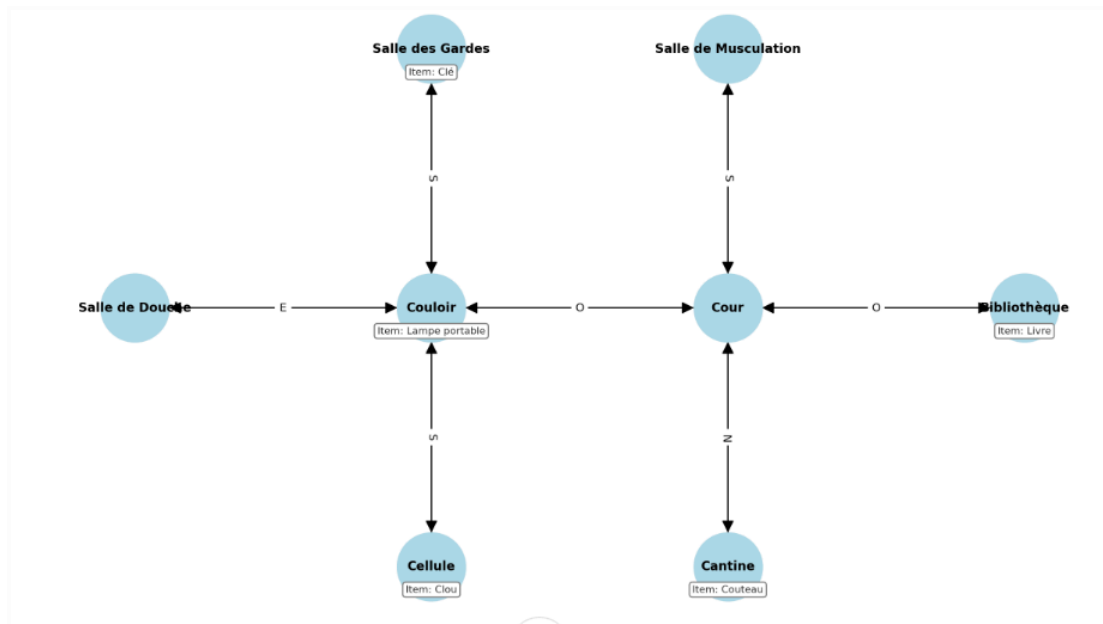 Salle des Gardes
Item: Clé
Salle de Musculation
S
S
Salle de Douche
E
Couloir
Item: Lampe portable
O
Cour
O
Bibliothèque
Item: Livre
S
N
Cellule
Item: Clou
Cantine
Item: Couteau